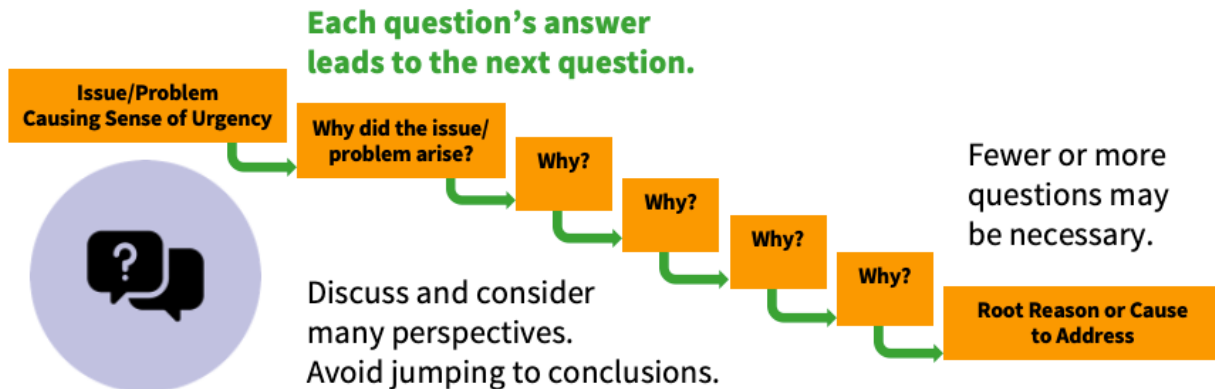 Each question’s answer
leads to the next question.
Issue/Problem
Causing Sense of Urgency
Why did the issue/
problem arise?
Why?
Why?
Why?
Why?
Fewer or more
questions may
be necessary.
Root Reason or Cause
to Address
?
Discuss and consider
many perspectives.
Avoid jumping to conclusions.